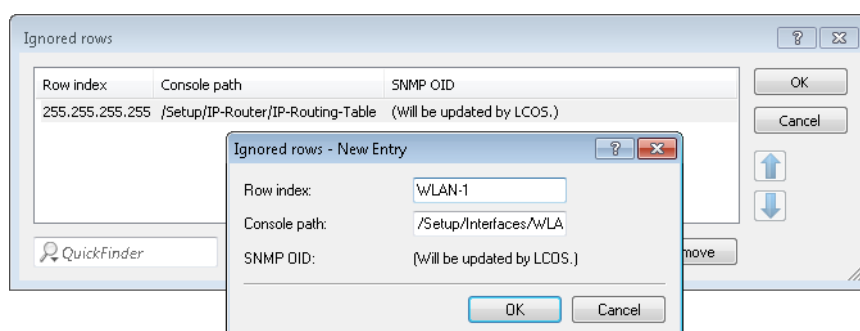 Ignored rows
Row index Console path SNMP OID
255.255.255.255 /Setup/IP-Router/IP-Routing-Table (Will be updated by LCOS.)
OK
Cancel
QuickFinder
move
Ignored rows - New Entry
Row index: WLAN-1
Console path: /Setup/Interfaces/WLA
SNMP OID: (Will be updated by LCOS.)
OK Cancel